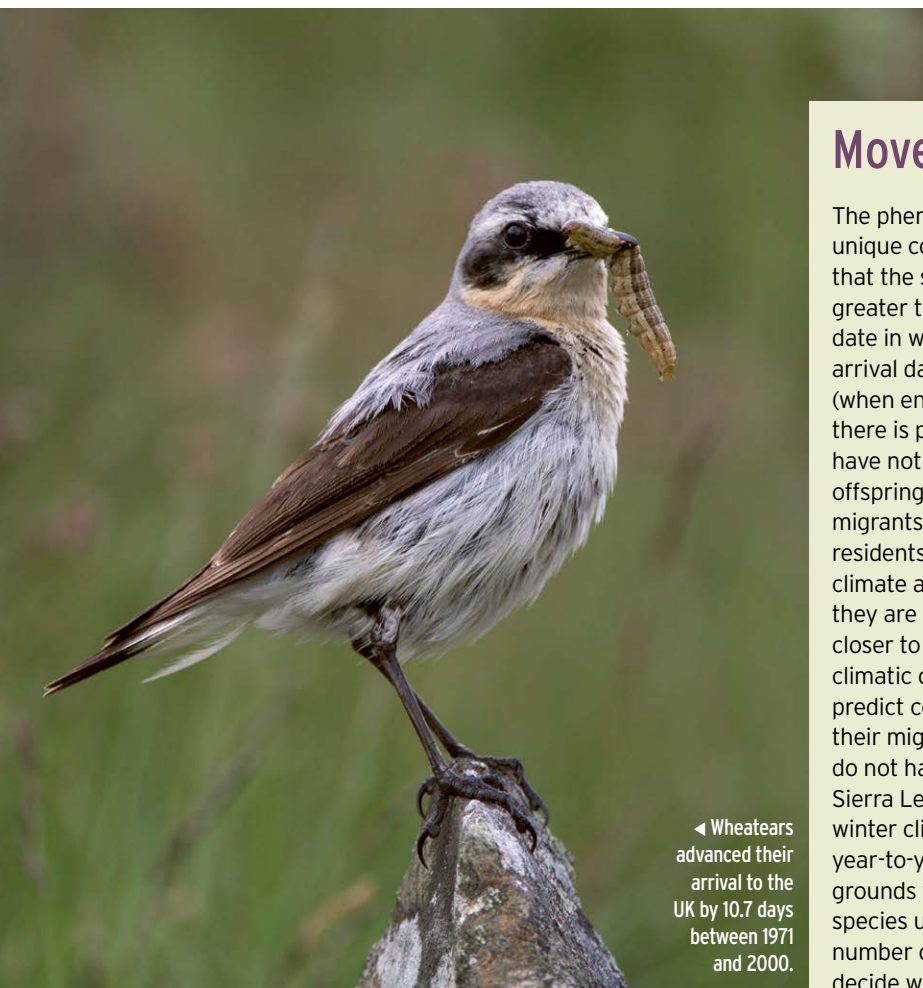 ◄ Wheatears
advanced their
arrival to the
UK by 10.7 days
between 1971
and 2000.
Move
The pher
unique co
that the s
greater t
date in w
arrival da
(when en
there is p
have not
offspring
migrants
residents
climate a
they are
closer to
climatic c
predict c
their mig
do not ha
Sierra Le
winter cli
year-to-y
grounds
species u
number c
decide w